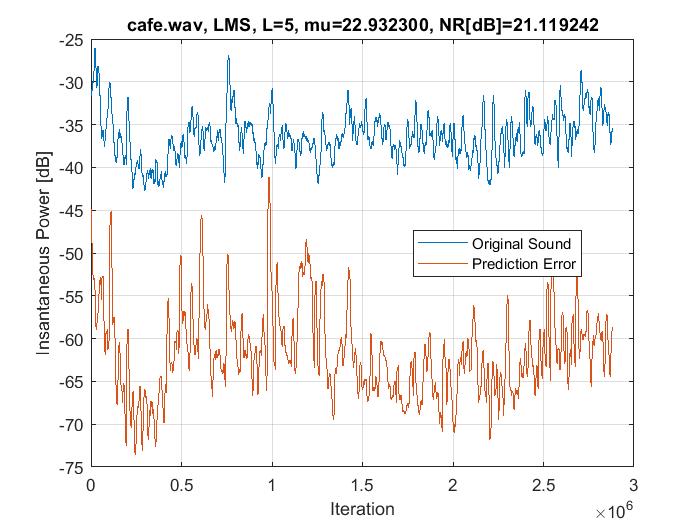 cafe.wav, LMS, L=5, mu=22.932300, NR[dB]=21.119242
-25
-30
-35
-40
-45
-50
-55
-60
-65
-70
-75
Insantaneous Power [dB]
Original Sound
Prediction Error
0 0.5 1 1.5 2 2.5 3
Iteration
×10^6